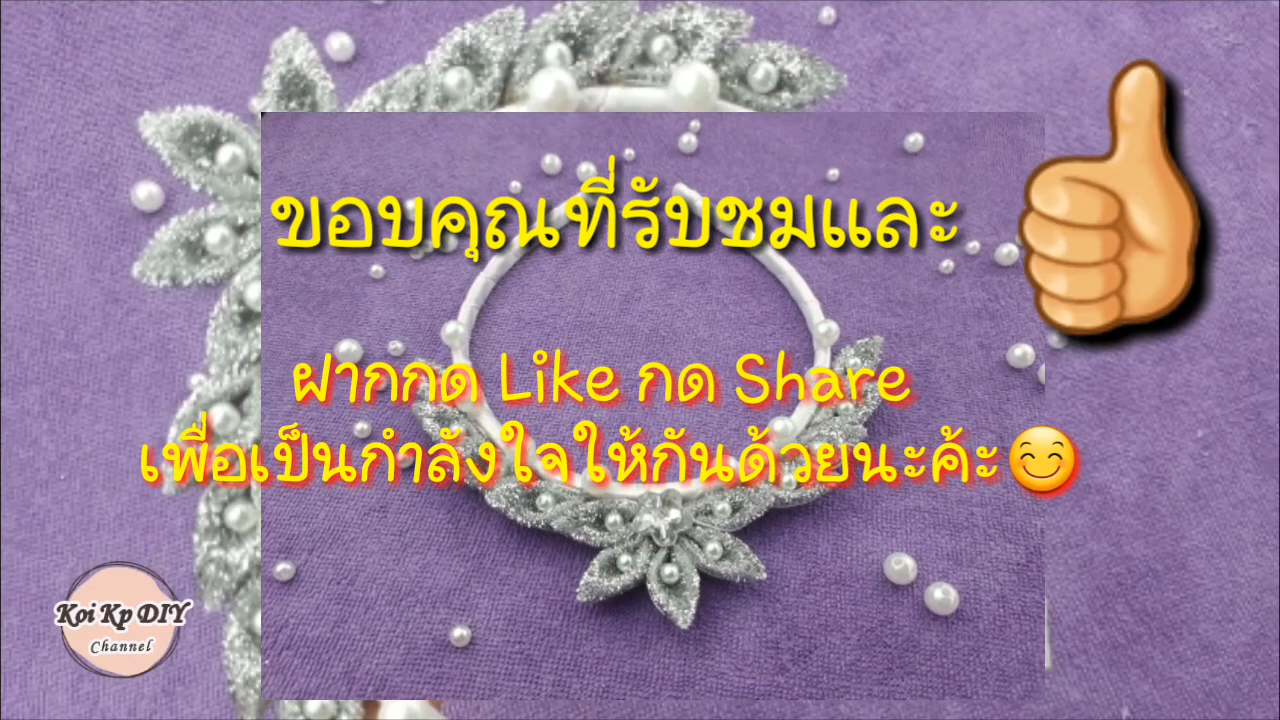 ขอบคุณที่รับชมและ
ฝากกด Like กด Share
เพื่อเป็นกำลังใจให้กันด้วยนะค้ะ😊
Koi Kp DIY
Channel